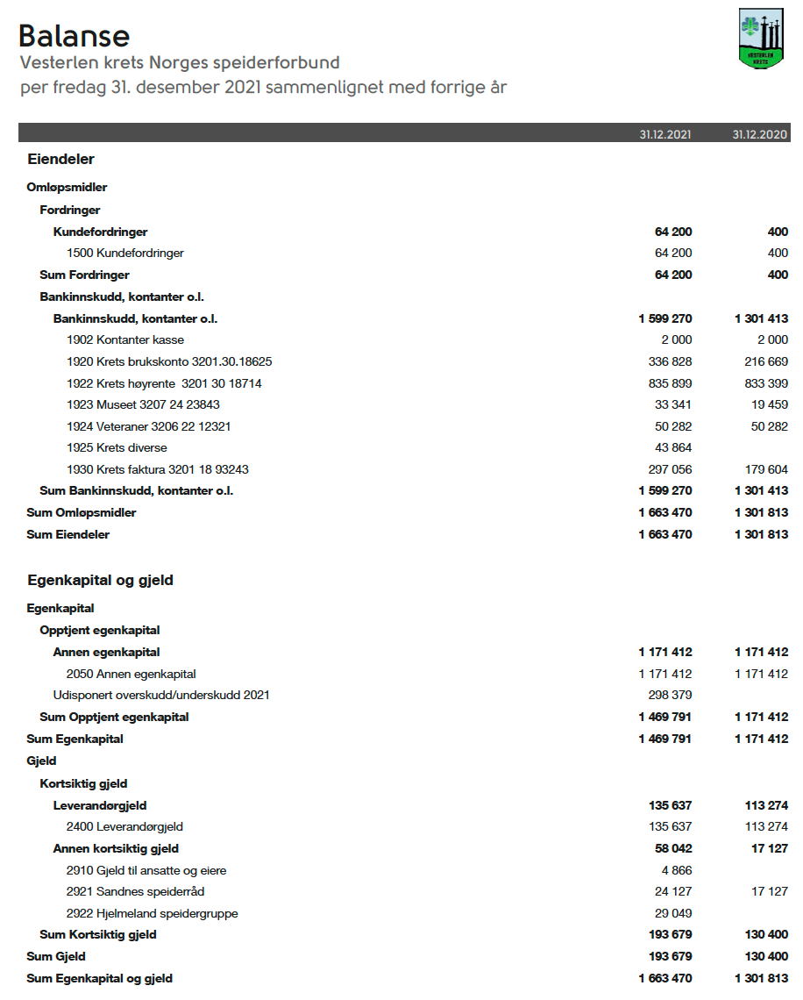 Balanse
Vesterlen krets Norges speiderforbund
per fredag 31. desember 2021 sammenlignet med forrige år
VESTERLEN
KRETS
31.12.2021 31.12.2020
Eiendeler
Omløpsmidler
Fordringer
Kundefordringer 64 200 400
1500 Kundefordringer 64 200 400
Sum Fordringer 64 200 400
Bankinnskudd, kontanter o.l.
Bankinnskudd, kontanter o.l. 1 599 270 1 301 413
1902 Kontanter kasse 2 000 2 000
1920 Krets brukskonto 3201.30.18625 336 828 216 669
1922 Krets høyrente 3201 30 18714 835 899 833 399
1923 Museet 3207 24 23843 33 341 19 459
1924 Veteraner 3206 22 12321 50 282 50 282
1925 Krets diverse 43 864
1930 Krets faktura 3201 18 93243 297 056 179 604
Sum Bankinnskudd, kontanter o.l. 1 599 270 1 301 413
Sum Omløpsmidler 1 663 470 1 301 813
Sum Eiendeler 1 663 470 1 301 813
Egenkapital og gjeld
Egenkapital
Opptjent egenkapital
Annen egenkapital 1 171 412 1 171 412
2050 Annen egenkapital 1 171 412 1 171 412
Udisponert overskudd/underskudd 2021 298 379
Sum Opptjent egenkapital 1 469 791 1 171 412
Sum Egenkapital 1 469 791 1 171 412
Gjeld
Kortsiktig gjeld
Leverandørgjeld 135 637 113 274
2400 Leverandørgjeld 135 637 113 274
Annen kortsiktig gjeld 58 042 17 127
2910 Gjeld til ansatte og eiere 4 866
2921 Sandnes speiderråd 24 127 17 127
2922 Hjelmeland speidergruppe 29 049
Sum Kortsiktig gjeld 193 679 130 400
Sum Gjeld 193 679 130 400
Sum Egenkapital og gjeld 1 663 470 1 301 813